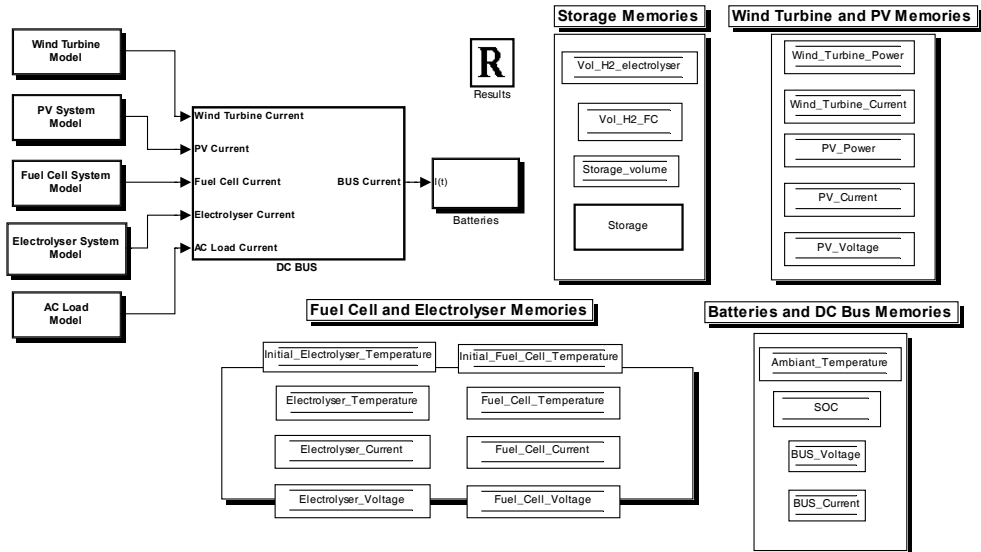 Wind Turbine
Model
PV System
Model
Fuel Cell System
Model
Electrolyser System
Model
AC Load
Model
Wind Turbine Current
PV Current
Fuel Cell Current
Electrolyser Current
AC Load Current
BUS Current
DC BUS
I(t)
Batteries
R
Results
Storage Memories
Vol_H2_electrolyser
Vol_H2_FC
Storage_volume
Storage
Wind Turbine and PV Memories
Wind_Turbine_Power
Wind_Turbine_Current
PV_Power
PV_Current
PV_Voltage
Fuel Cell and Electrolyser Memories
Initial_Electrolyser_Temperature
Initial_Fuel_Cell_Temperature
Electrolyser_Temperature
Fuel_Cell_Temperature
Electrolyser_Current
Fuel_Cell_Current
Electrolyser_Voltage
Fuel_Cell_Voltage
Batteries and DC Bus Memories
Ambiant_Temperature
SOC
BUS_Voltage
BUS_Current